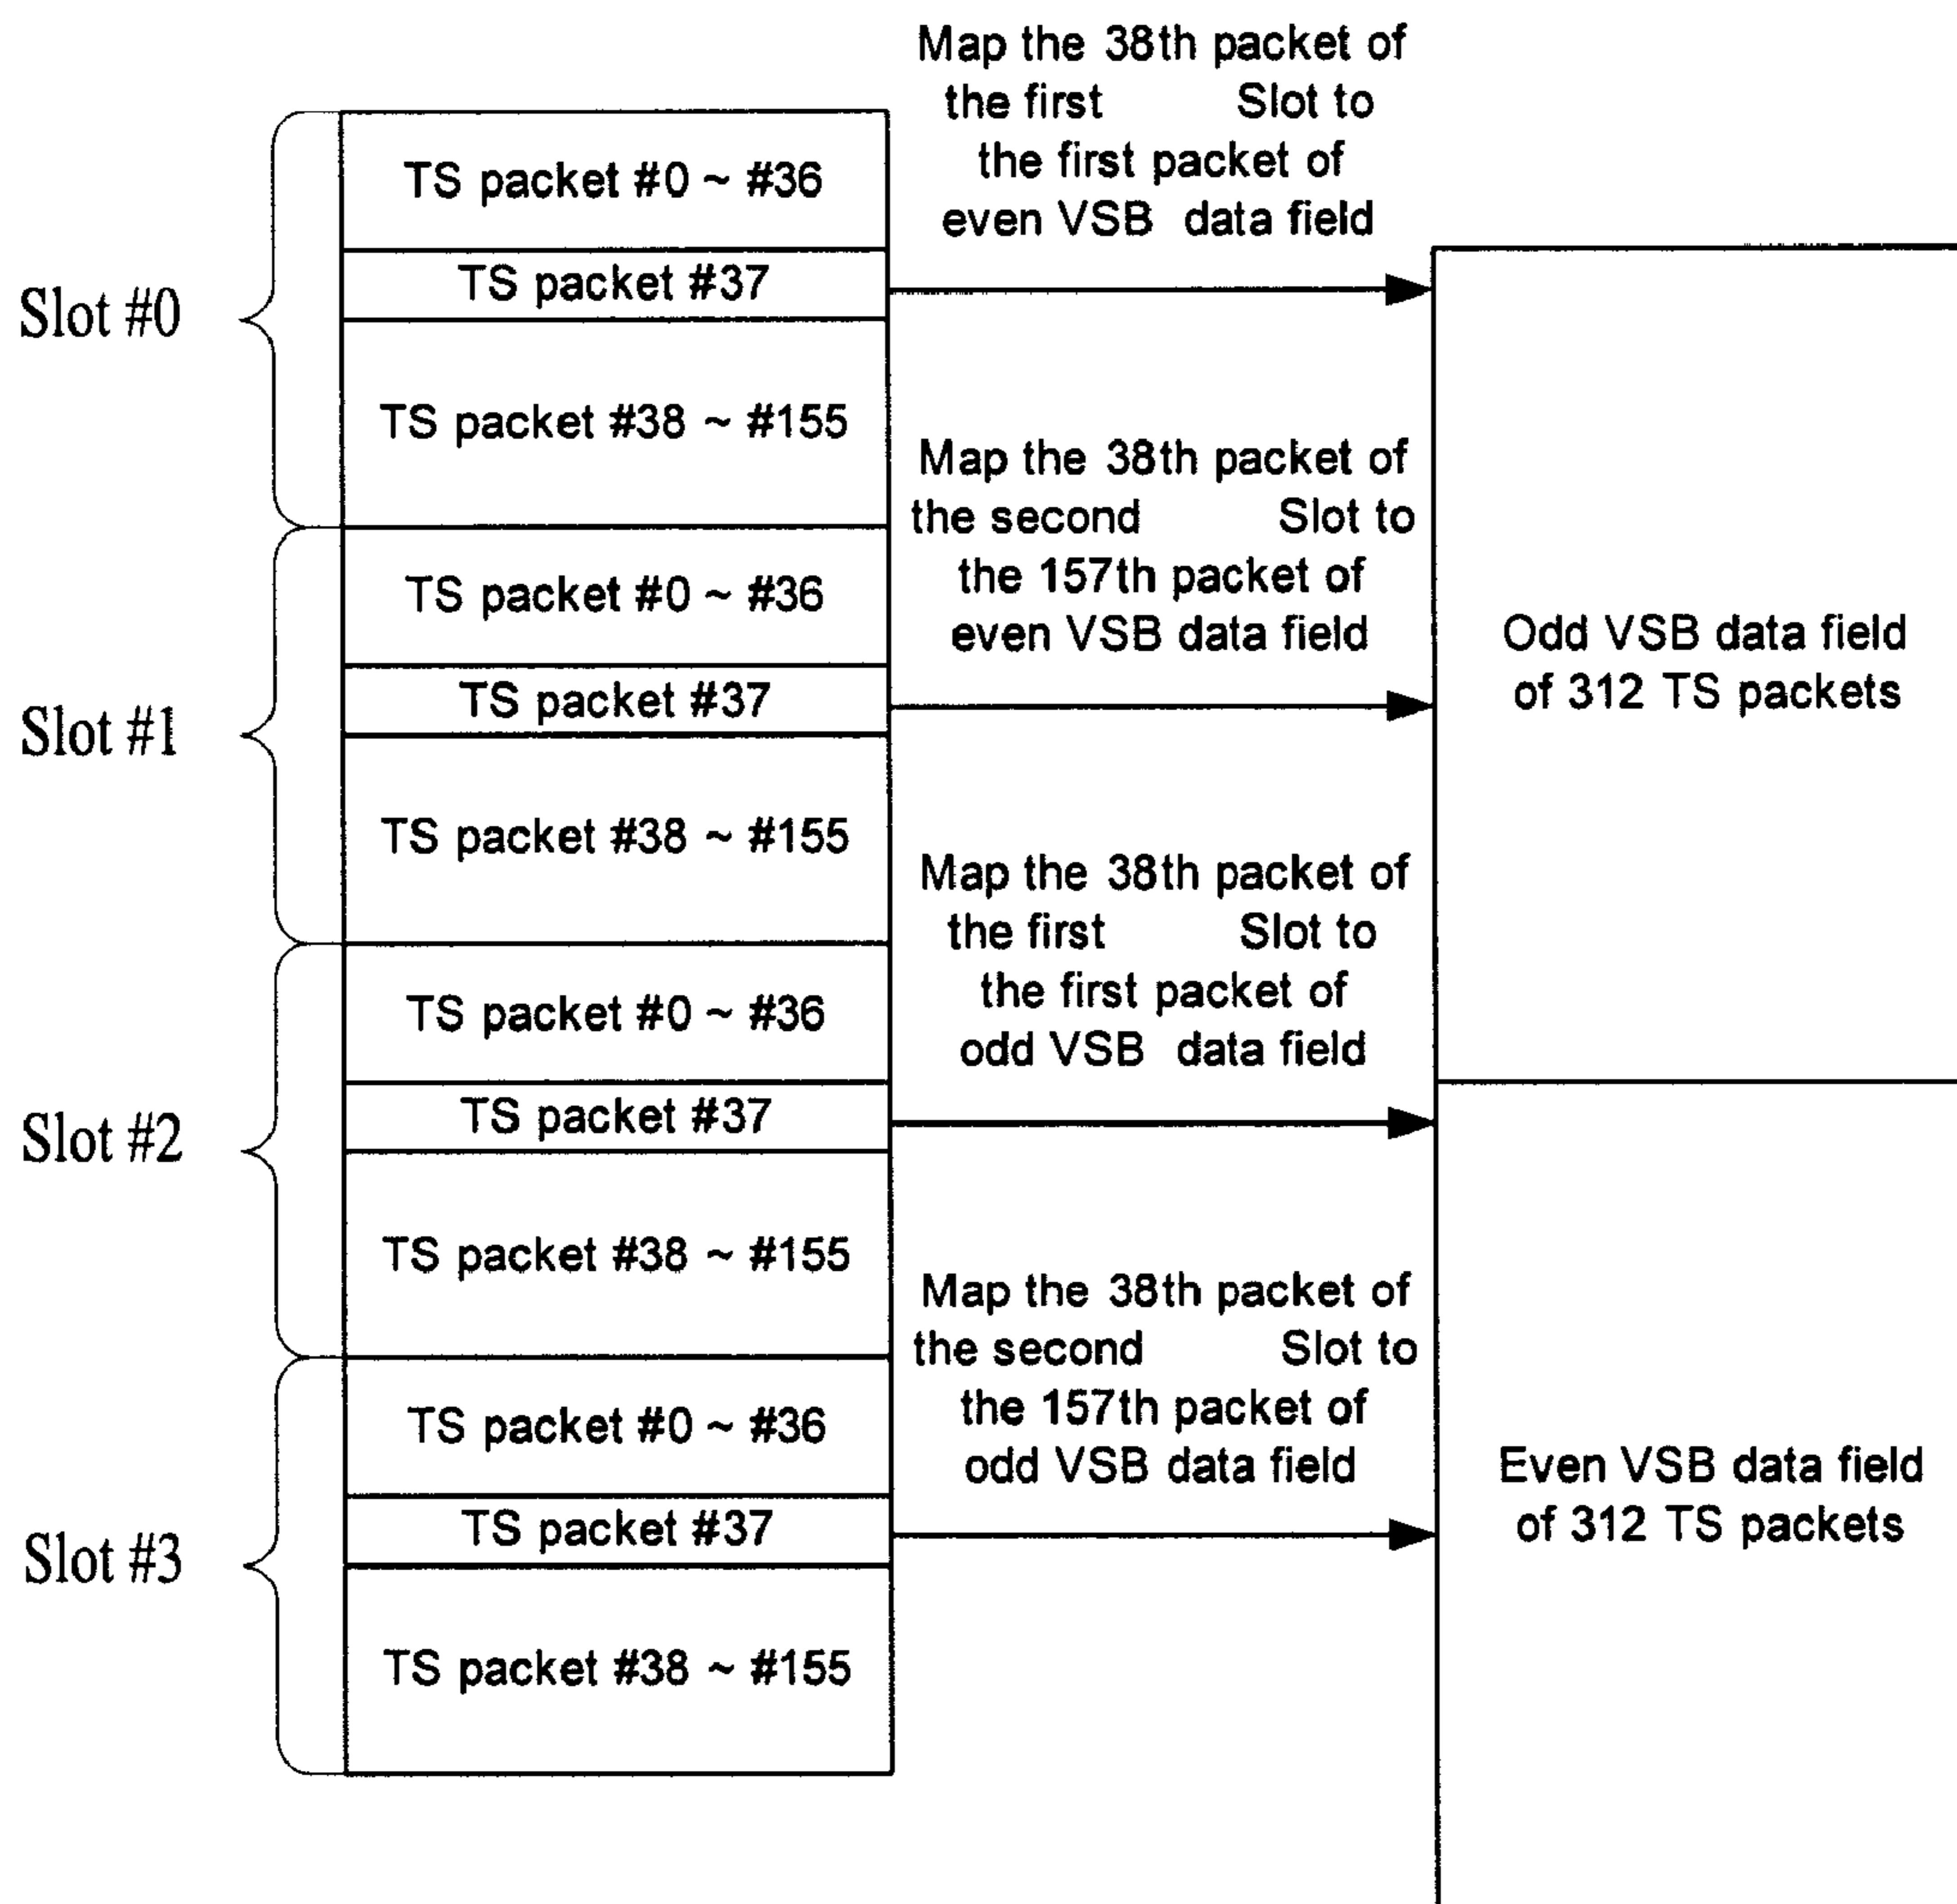 Map the 38th packet of
the first Slot to
the first packet of
even VSB data field
TS packet #0 ~ #36
TS packet #37
Slot #0
TS packet #38 ~ #155
Map the 38th packet of
the second Slot to
the 157th packet of
even VSB data field
TS packet #0 ~ #36
Odd VSB data field
of 312 TS packets
TS packet #37
Slot #1
TS packet #38 ~ #155
Map the 38th packet of
the first Slot to
the first packet of
odd VSB data field
TS packet #0 ~ #36
TS packet #37
Slot #2
TS packet #38 ~ #155
Map the 38th packet of
the second Slot to
the 157th packet of
odd VSB data field
TS packet #0 ~ #36
Even VSB data field
of 312 TS packets
TS packet #37
Slot #3
TS packet #38 ~ #155